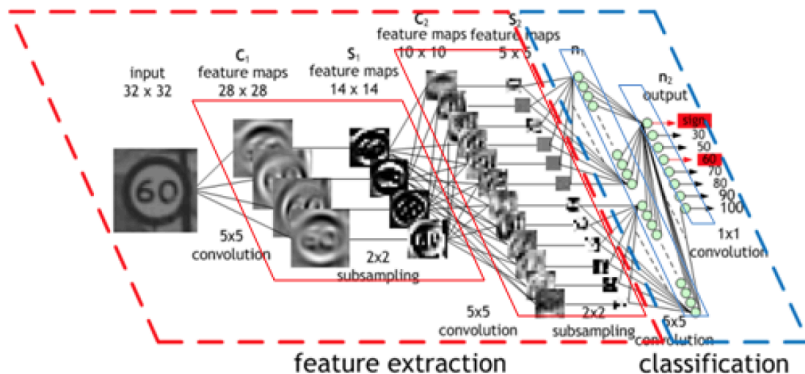 input
32 x 32
C1
feature maps
28 x 28
S1
feature maps
14 x 14
C2
feature maps
10 x 10
S2
feature maps
5 x 5
n1
n2
output
60
sign
30
50
60
70
80
90
100
5x5
convolution
2x2
subsampling
5x5
convolution
2x2
subsampling
5x5
convolution
1x1
convolution
feature extraction
classification